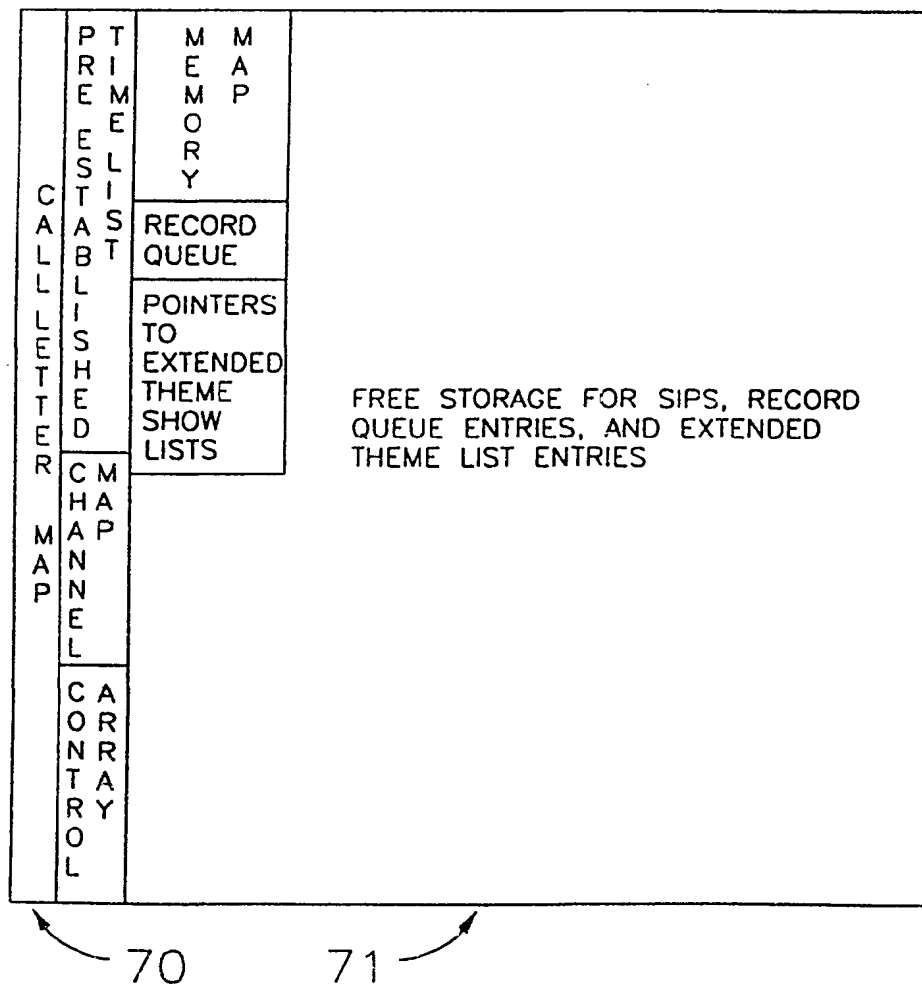 CALL LETTER MAP
PRE ESTABLISHED
TIME LIST
CHANNEL
MAP
CONTROL
ARRAY
MEMORY
MAP
RECORD
QUEUE
POINTERS
TO
EXTENDED
THEME
SHOW
LISTS
FREE STORAGE FOR SIPS, RECORD
QUEUE ENTRIES, AND EXTENDED
THEME LIST ENTRIES
70
71